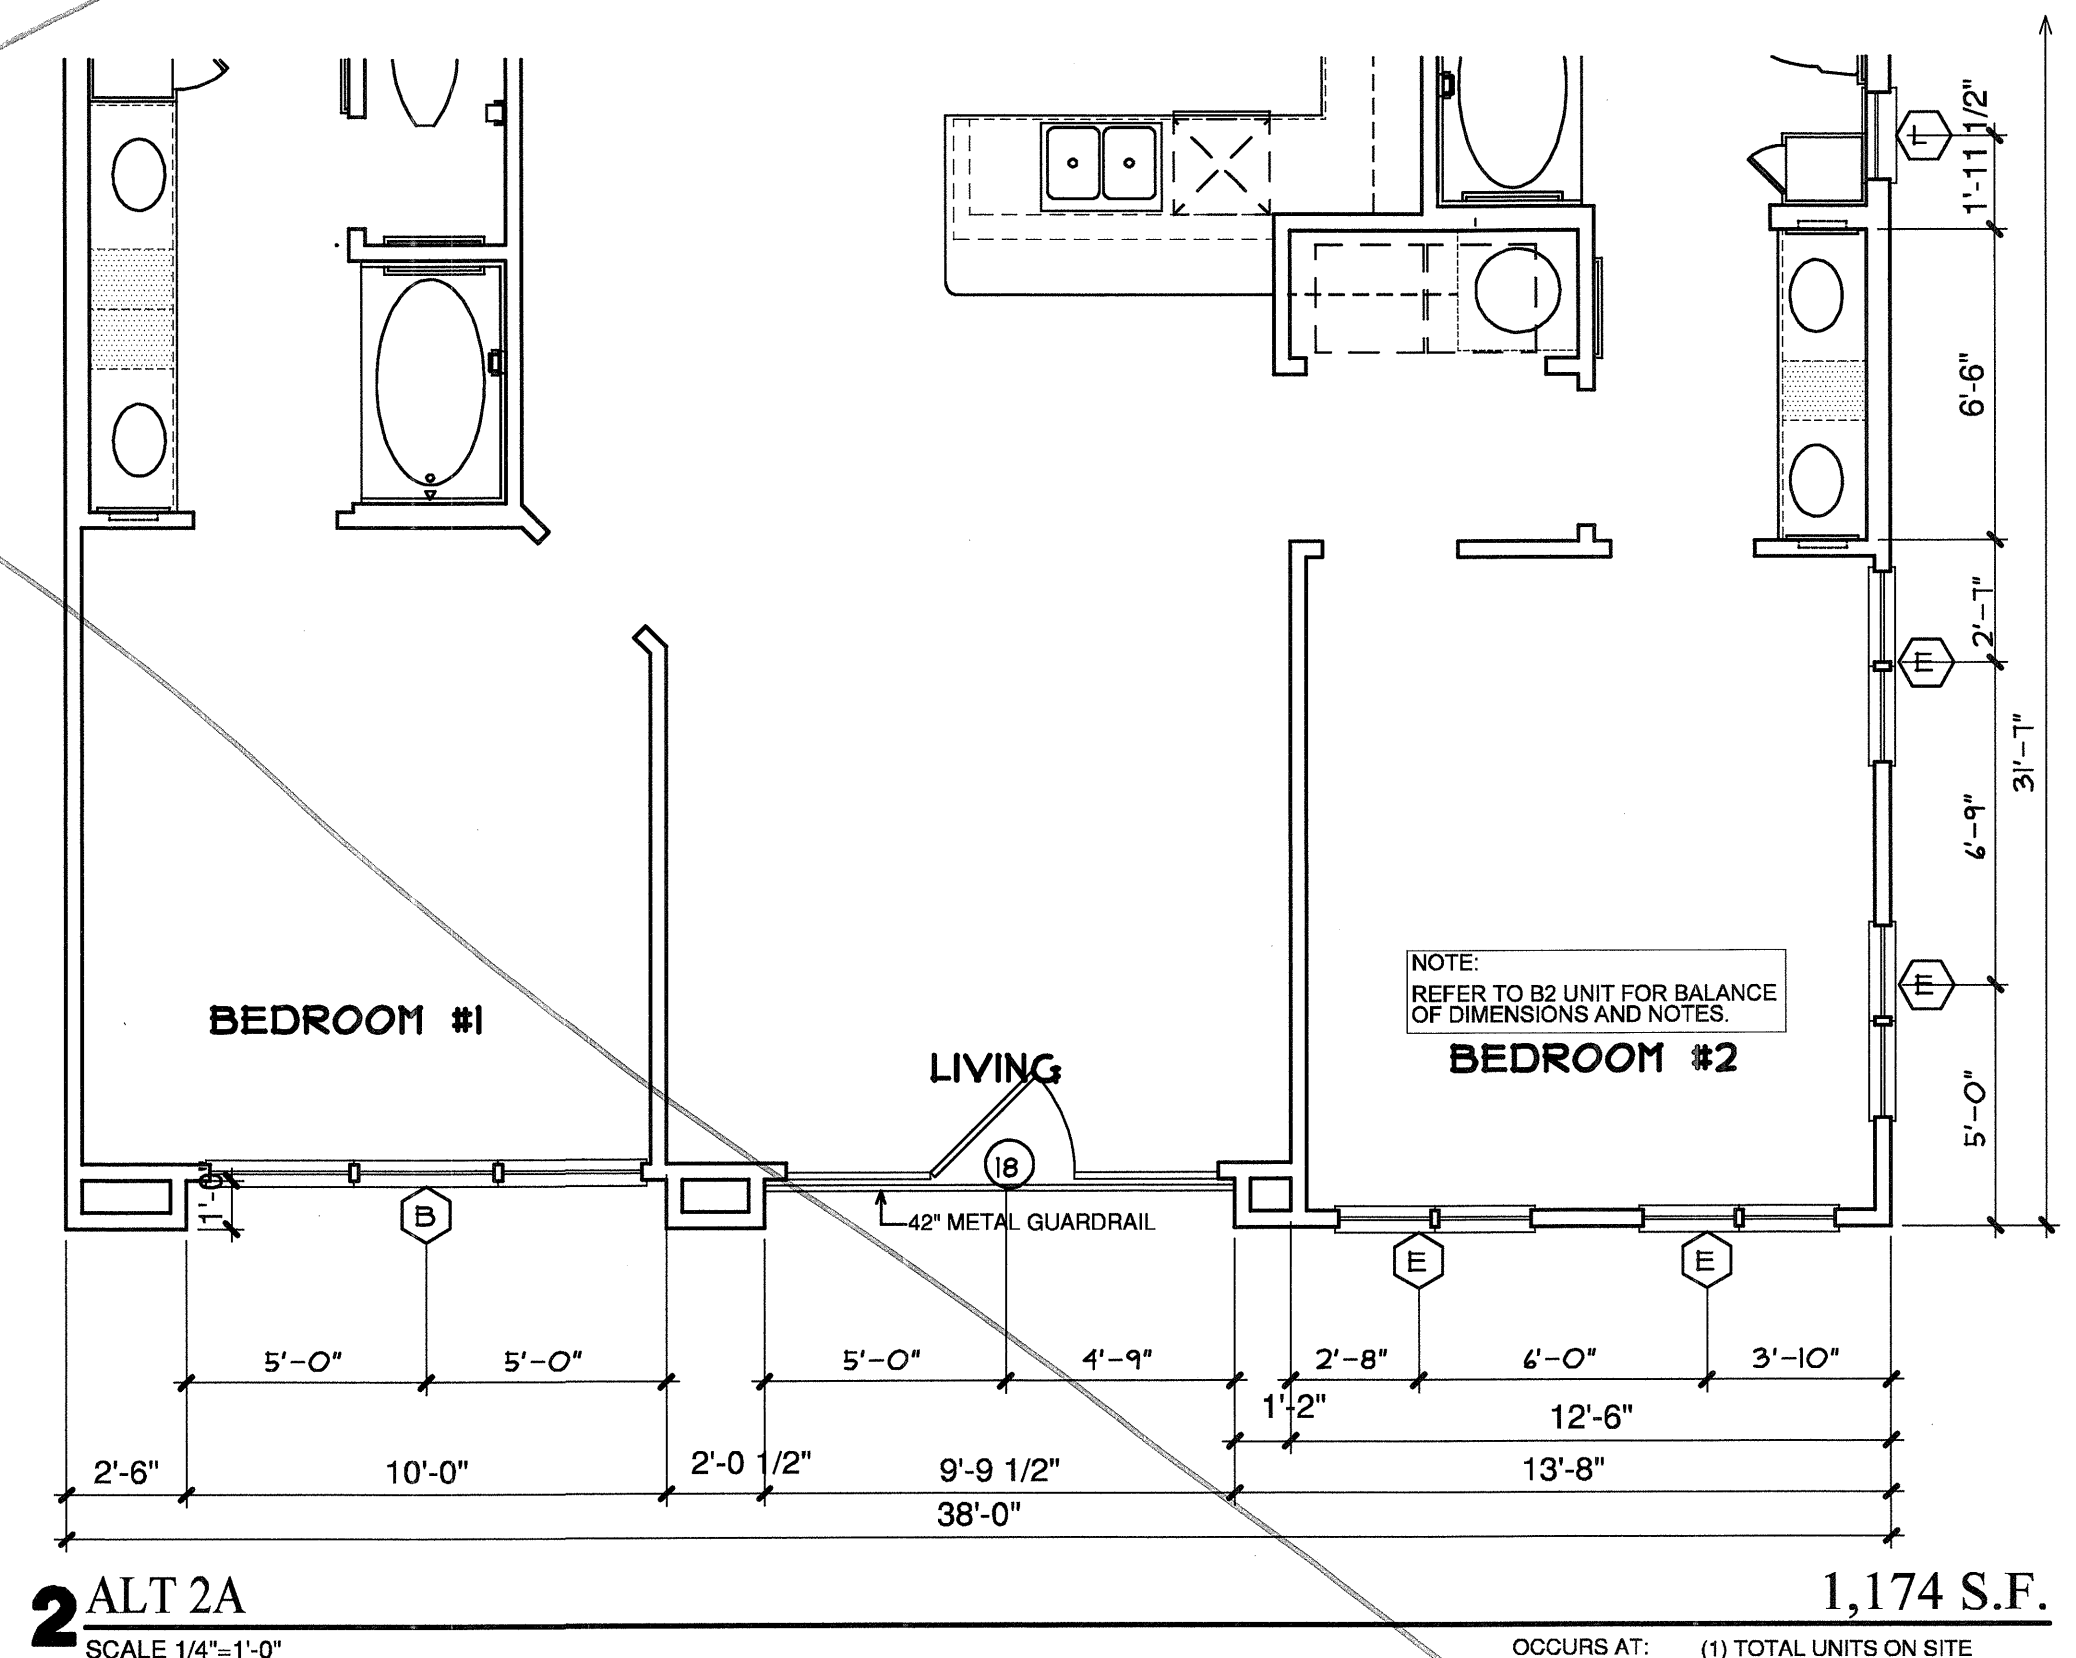 1'-11 1/2"
T
6'-6"
2'-7"
E
31'-7"
6'-9"
E
5'-0"
NOTE:
REFER TO B2 UNIT FOR BALANCE
OF DIMENSIONS AND NOTES.
BEDROOM #1
LIVING
BEDROOM #2
18
1'-0"
B
42" METAL GUARDRAIL
E
E
5'-0"
5'-0"
5'-0"
4'-9"
2'-8"
6'-0"
3'-10"
1'-2"
12'-6"
2'-6"
10'-0"
2'-0 1/2"
9'-9 1/2"
13'-8"
38'-0"
2
ALT 2A
1,174 S.F.
SCALE 1/4"=1'-0"
OCCURS AT: (1) TOTAL UNITS ON SITE